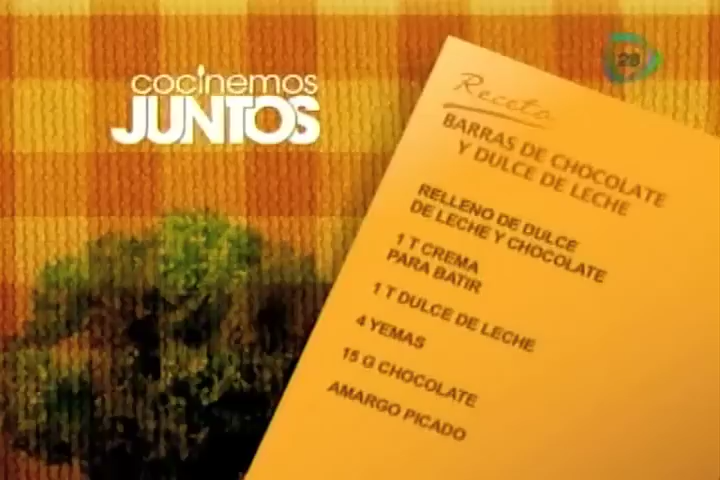 cocinemos
JUNTOS
28
Receta
BARRAS DE CHOCOLATE
Y DULCE DE LECHE
RELLENO DE DULCE
DE LECHE Y CHOCOLATE
1 T CREMA
PARA BATIR
1 T DULCE DE LECHE
4 YEMAS
15 G CHOCOLATE
AMARGO PICADO